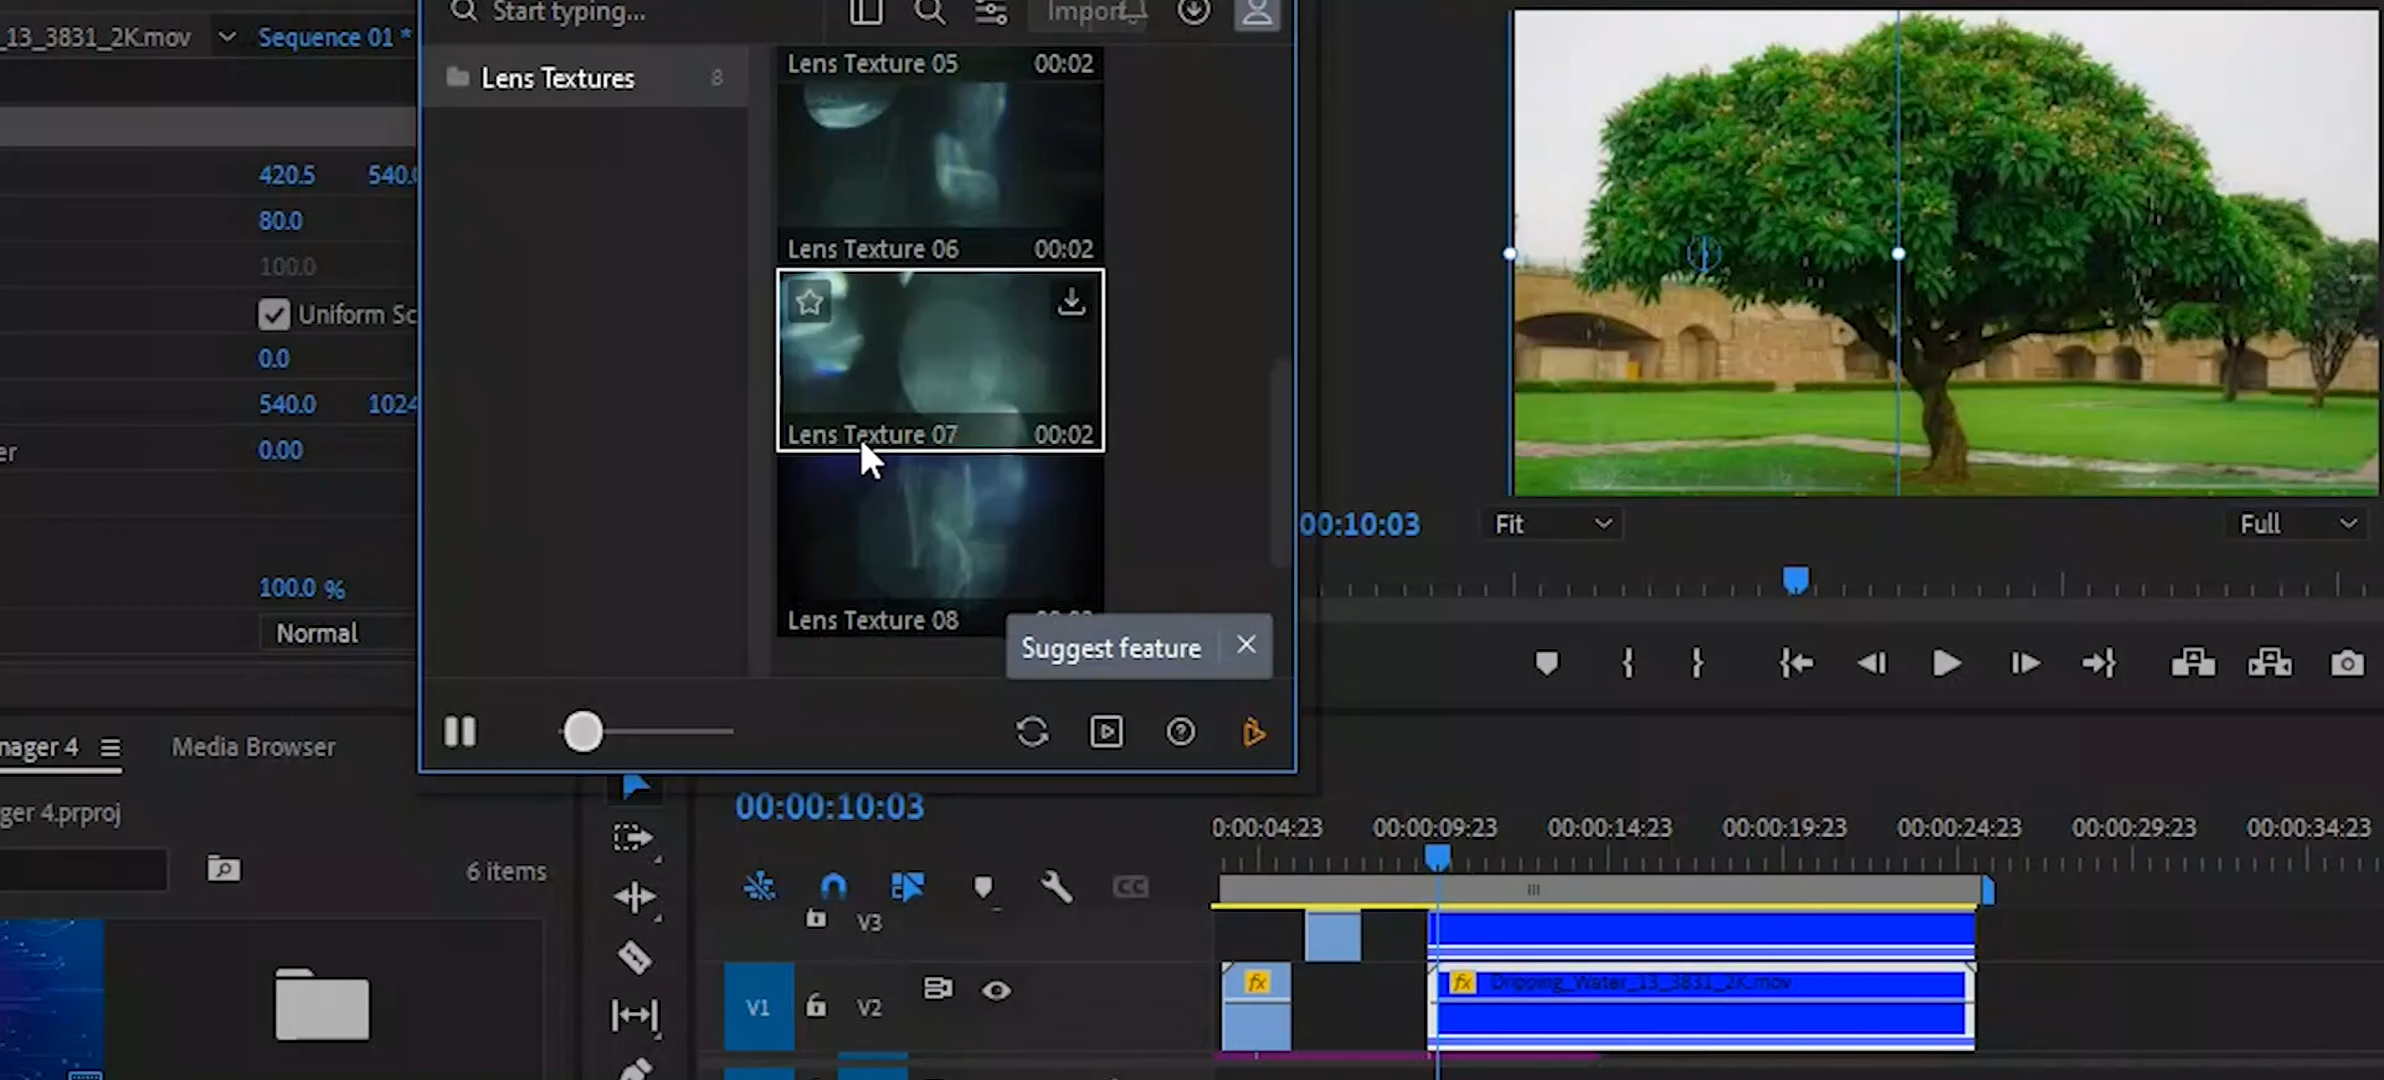 _13_3831_2K.mov
Sequence 01 *
420.5 540.0
80.0
100.0
Uniform Sc
0.0
540.0 1024
er 0.00
100.0 %
Normal
Start typing...
Import
Lens Textures 8
Lens Texture 05 00:02
Lens Texture 06 00:02
Lens Texture 07 00:02
Lens Texture 08
Suggest feature
00:10:03
Fit
Full
nager 4
Media Browser
ger 4.prproj
6 items
00:00:10:03
0:00:04:23 00:00:09:23 00:00:14:23 00:00:19:23 00:00:24:23 00:00:29:23 00:00:34:23
CC
V3
V1 V2
fx
fx Dripping_Water_13_3831_2K.mov